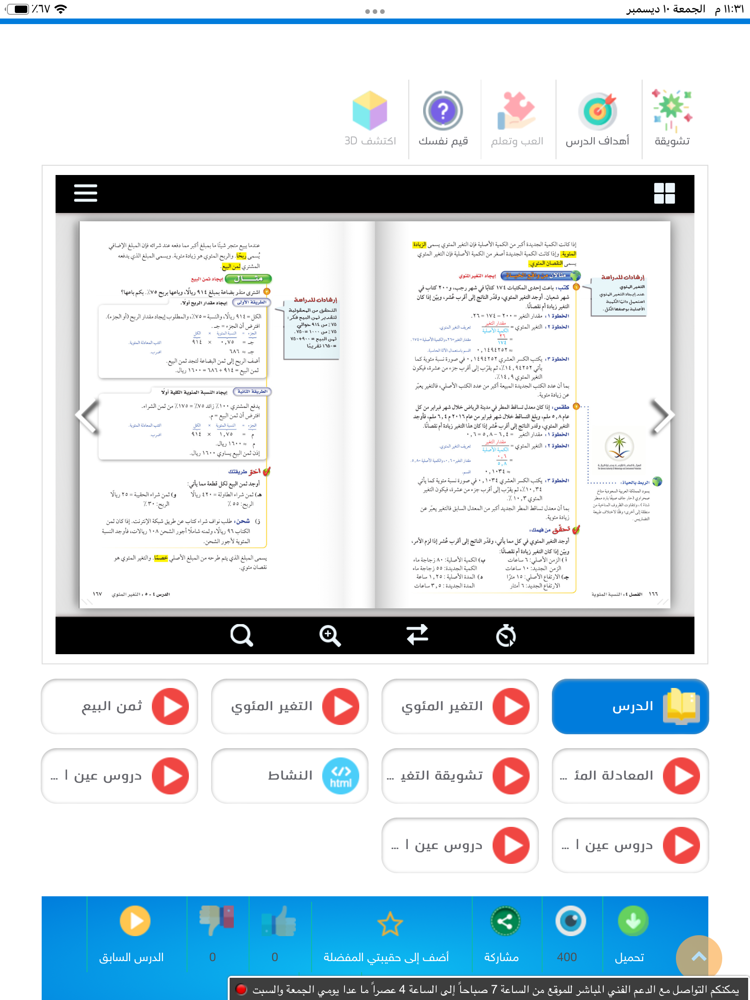 ١١:٣١ م الجمعة ١٠ ديسمبر
٪٦٧
تشويقة
أهداف الدرس
العب وتعلم
قيم نفسك
اكتشف 3D
إذا كانت الكمية الجديدة أكبر من الكمية الأصلية فإن التغير المئوي يسمى الزيادة
المئوية. وإذا كانت الكمية الجديدة أصغر من الكمية الأصلية فإن التغير المئوي
يسمى النقصان المئوي.
مثالان من واقع الحياة إيجاد التغير المئوي
إرشادات للدراسة
التغير المئوي
عند إيجاد التغير المئوي
استعمل دائمًا الكمية
الأصلية بوصفها الكل.
١ كتب: باعت إحدى المكتبات ١٧٤ كتابًا في شهر رجب، و٢٠٠ كتاب في
شهر شعبان. أوجد التغير المئوي، وقدّر الناتج إلى أقرب عُشر، وبيّن إذا كان
التغير زيادة أم نقصانًا.
الخطوة ١: مقدار التغير = ٢٠٠ – ١٧٤ = ٢٦.
الخطوة ٢: التغير المئوي = مقدار التغير / الكمية الأصلية تعريف التغير المئوي.
= ٢٦ / ١٧٤ مقدار التغير=٢٦، والكمية الأصلية=١٧٤.
≈ ٠,١٤٩٤٢٥٢ اقسم باستعمال الآلة الحاسبة.
الخطوة ٣: يكتب الكسر العشري ٠,١٤٩٤٢٥٢ في صورة نسبة مئوية كما
يأتي ١٤,٩٤٢٥٢٪، ثم يقرّب إلى أقرب جزء من عشرة، فيكون
التغير المئوي ١٤,٩٪.
بما أن عدد الكتب الجديدة المبيعة أكبر من عدد الكتب الأصلي، فالتغير يعبّر
عن زيادة مئوية.
٢ طقس: إذا كان معدل تساقط المطر في مدينة الرياض خلال شهر فبراير من كل
عام ٥,٨ ملم، وبلغ التساقط خلال شهر فبراير من عام ٢٠١٦م ٦,٤ ملم، فأوجد
التغير المئوي، وقدر الناتج إلى أقرب عُشر إذا كان هذا التغير زيادة أم نقصانًا.
الخطوة ١: مقدار التغير = ٦,٤ – ٥,٨ = ٠,٦
الخطوة ٢: التغير المئوي = مقدار التغير / الكمية الأصلية تعريف التغير المئوي.
= ٠,٦ / ٥,٨ مقدار التغير=٠,٦، والكمية الأصلية =٥,٨.
≈ ٠,١٠٣٤ اقسم.
الخطوة ٣: يكتب الكسر العشري ٠,١٠٣٤ في صورة نسبة مئوية كما يأتي
١٠,٣٤٪، ثم يقرّب إلى أقرب جزء من عشرة، فيكون التغير
المئوي ١٠,٣٪.
بما أن معدل تساقط المطر الجديد أكبر من المعدل السابق فالتغير يعبّر عن
زيادة مئوية.
الربط بالحياة:
يسود المملكة العربية السعودية مناخ
صحراوي (حار جاف صيفًا بارد ممطر
شتاءً)، وتتفاوت الظروف المناخية من
منطقة إلى أخرى؛ وفقًا لاختلاف طبيعة
التضاريس.
تحقّق من فهمك:
أوجد التغير المئوي في كل مما يأتي، وقدّر الناتج إلى أقرب عُشر إذا لزم الأمر،
وبيّن إذا كان التغير زيادة أم نقصانًا:
أ) الزمن الأصلي: ٦ ساعات ب) الكمية الأصلية: ٨٠ زجاجة ماء
الزمن الجديد: ١٠ ساعات الكمية الجديدة: ٥٥ زجاجة ماء
جـ) الارتفاع الأصلي: ١٥ مترًا د) المدة الأصلية: ١,٢٥ ساعة
الارتفاع الجديد: ٦ أمتار المدة الجديدة: ٣,٥ ساعات
١٦٦ الفصل ٤: النسبة المئوية
عندما يبيع متجر شيئًا ما بمبلغ أكبر مما دفعه عند شرائه فإن المبلغ الإضافي
يُسمى ربحًا. والربح المئوي هو زيادة مئوية. ويسمى المبلغ الذي يدفعه
المشتري ثمن البيع.
مثــال إيجاد ثمن البيع
٣ اشترى منذر بضاعة بمبلغ ٩١٤ ريالًا، وباعها بربح ٧٥٪. بكم باعها؟
الطريقة الأولى إيجاد مقدار الربح أولًا.
الكل = ٩١٤ ريالًا، والنسبة = ٧٥٪، والمطلوب إيجاد مقدار الربح (أو الجزء).
افترض أن الجزء = جـ.
الجزء = النسبة المئوية × الكل
جـ = ٠,٧٥ × ٩١٤ اكتب المعادلة المئوية.
جـ ≈ ٦٨٦ اضرب.
أضف الربح إلى ثمن البضاعة لتجد ثمن البيع.
ثمن البيع = ٩١٤ + ٦٨٦ = ١٦٠٠ ريال.
إرشادات للدراسة
التحقق من المعقولية
لتقدير ثمن البيع فكر:
٧٥٪ من ٩١٤ حوالي
٧٥٪ من ١٠٠٠ = ٧٥٠.
ثمن البيع = ٩٠٠+٧٥٠
=١٦٥٠ تقريبًا
الطريقة الثانية إيجاد النسبة المئوية الكلية أولًا
يدفع المشتري ١٠٠٪ زائد ٧٥٪ = ١٧٥٪ من ثمن الشراء.
افترض أن ثمن البيع = م.
الجزء = النسبة المئوية × الكل
م = ١,٧٥ × ٩١٤ اكتب المعادلة المئوية.
م ≈ ١٦٠٠ ريال. اضرب.
إذن ثمن البيع يساوي ١٦٠٠ ريال.
اختر طريقتك
أوجد ثمن البيع لكل قطعة مما يأتي:
هـ) ثمن شراء الطاولة = ٤٢٠ ريالًا و) ثمن شراء الحقيبة = ٢٥ ريالًا
الربح: ٥٥ ٪ الربح: ٣٠ ٪
ز) شحن: طلب نواف شراء كتاب عن طريق شبكة الإنترنت. إذا كان ثمن
الكتاب ٩٦ ريالًا، وثمنه شاملًا أجور الشحن ١٠٨ ريالات، فأوجد النسبة
المئوية لأجور الشحن.
يسمى المبلغ الذي يتم طرحه من المبلغ الأصلي خصمًا. والتغير المئوي هو
نقصان مئوي.
الدرس ٤ - ٥: التغير المئوي ١٦٧
الدرس
التغير المئوي
التغير المئوي
ثمن البيع
المعادلة المئ ...
تشويقة التغي ...
النشاط
</> html
دروس عين ا ...
دروس عين ا ...
دروس عين ا ...
تحميل
400
مشاركة
أضف إلى حقيبتي المفضلة
0
0
الدرس السابق
يمكنكم التواصل مع الدعم الفني المباشر للموقع من الساعة 7 صباحاً إلى الساعة 4 عصراً ما عدا يومي الجمعة والسبت